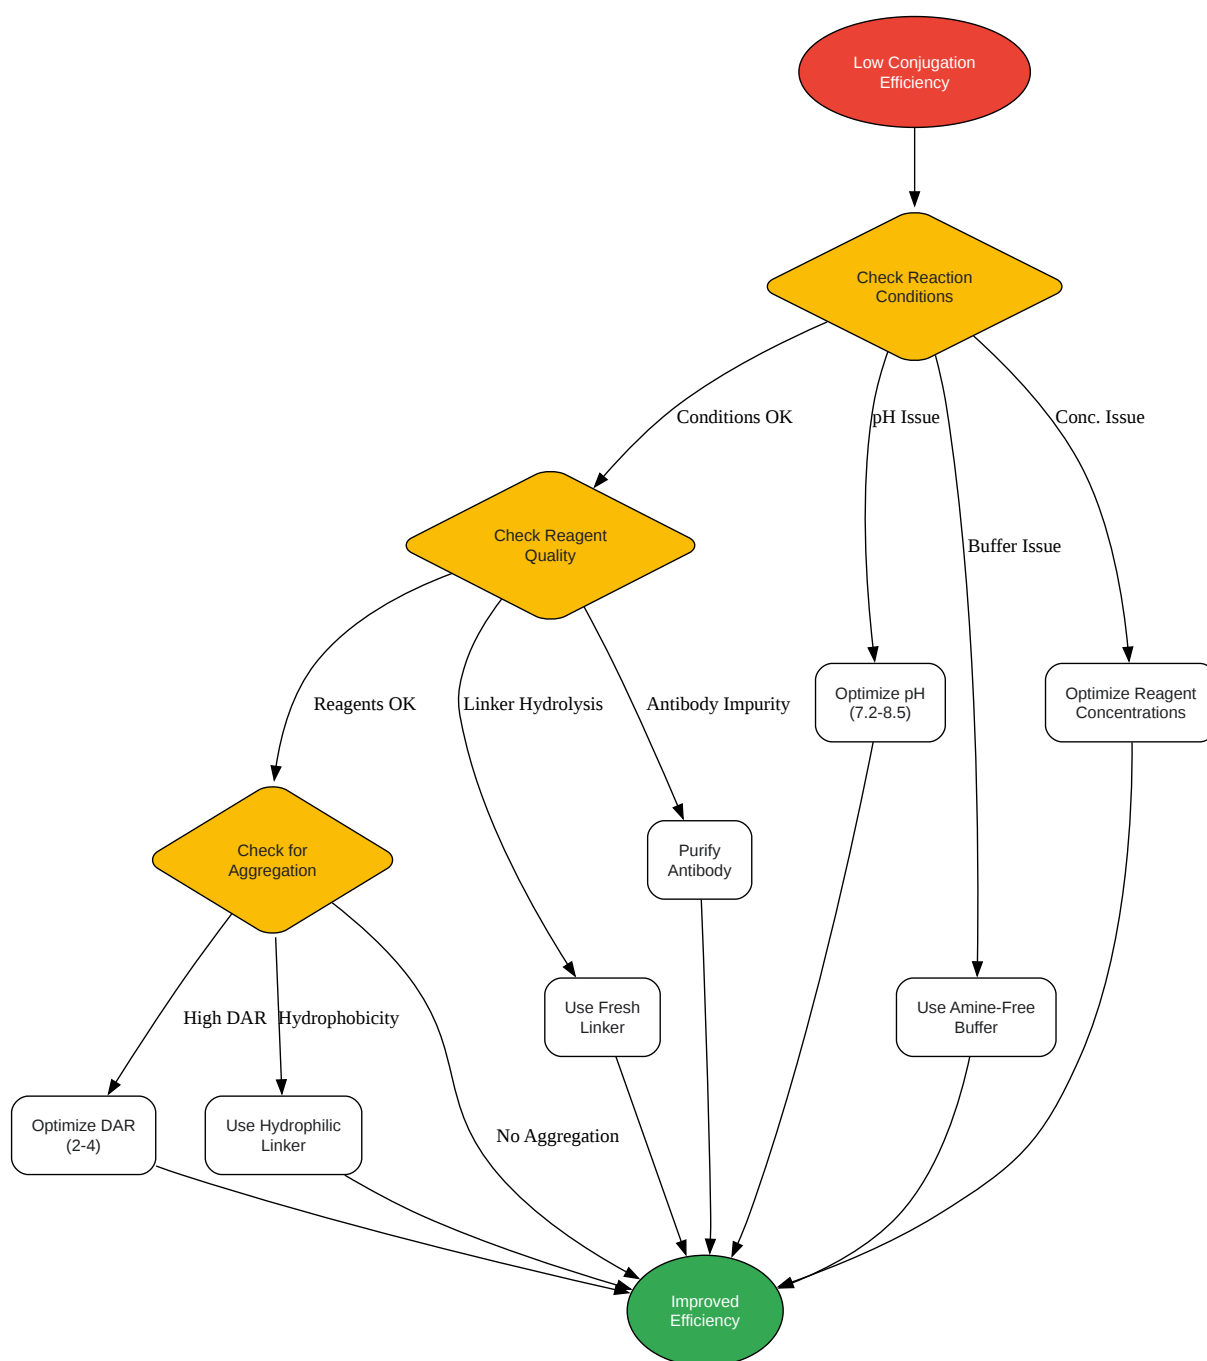 Low Conjugation
Efficiency
Check Reaction
Conditions
Conditions OK
pH Issue
Conc. Issue
Check Reagent
Quality
Buffer Issue
Reagents OK
Linker Hydrolysis
Antibody Impurity
Optimize pH
(7.2-8.5)
Optimize Reagent
Concentrations
Check for
Aggregation
Purify
Antibody
High DAR
Hydrophobicity
Use Fresh
Linker
Use Amine-Free
Buffer
Optimize DAR
(2-4)
Use Hydrophilic
Linker
No Aggregation
Improved
Efficiency